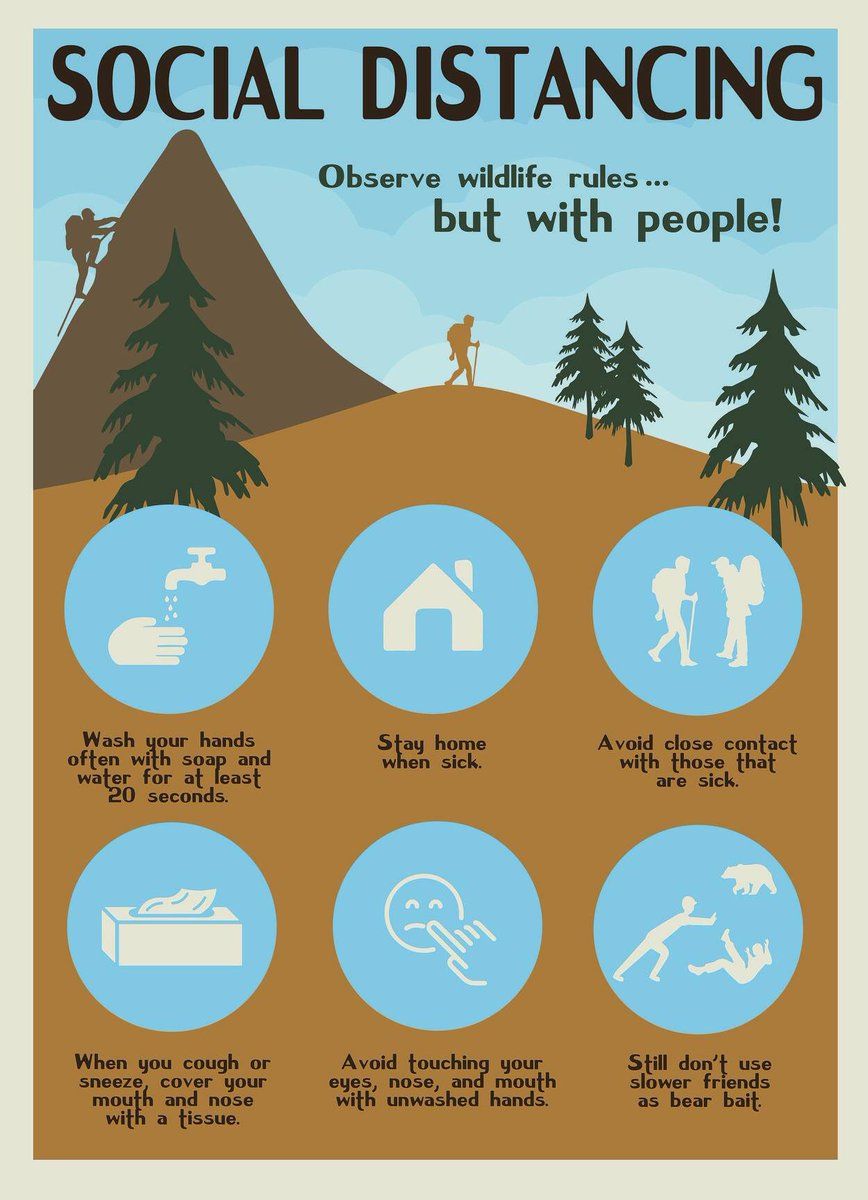 SOCIAL DISTANCING
Observe wildlife rules...
but with people!
Wash your hands
often with soap and
water for at least
20 seconds.
Stay home
when sick.
Avoid close contact
with those that
are sick.
When you cough or
sneeze, cover your
mouth and nose
with a tissue.
Avoid touching your
eyes, nose, and mouth
with unwashed hands.
Still don't use
slower friends
as bear bait.